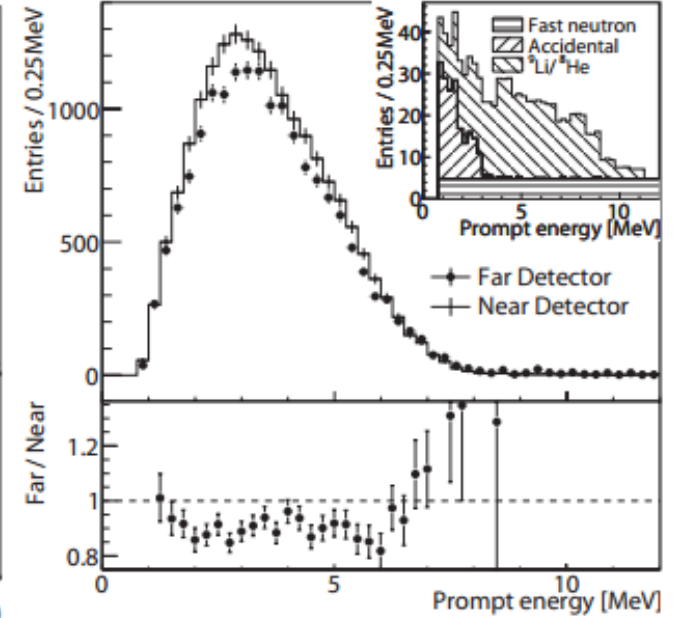 Entries / 0.25MeV
1000
500
0
Far Detector
Near Detector
Entries / 0.25MeV
40
30
20
10
0
Fast neutron
Accidental
⁹Li/⁸He
0 5 10
Prompt energy [MeV]
Far / Near
1.2
1
0.8
0 5 10
Prompt energy [MeV]